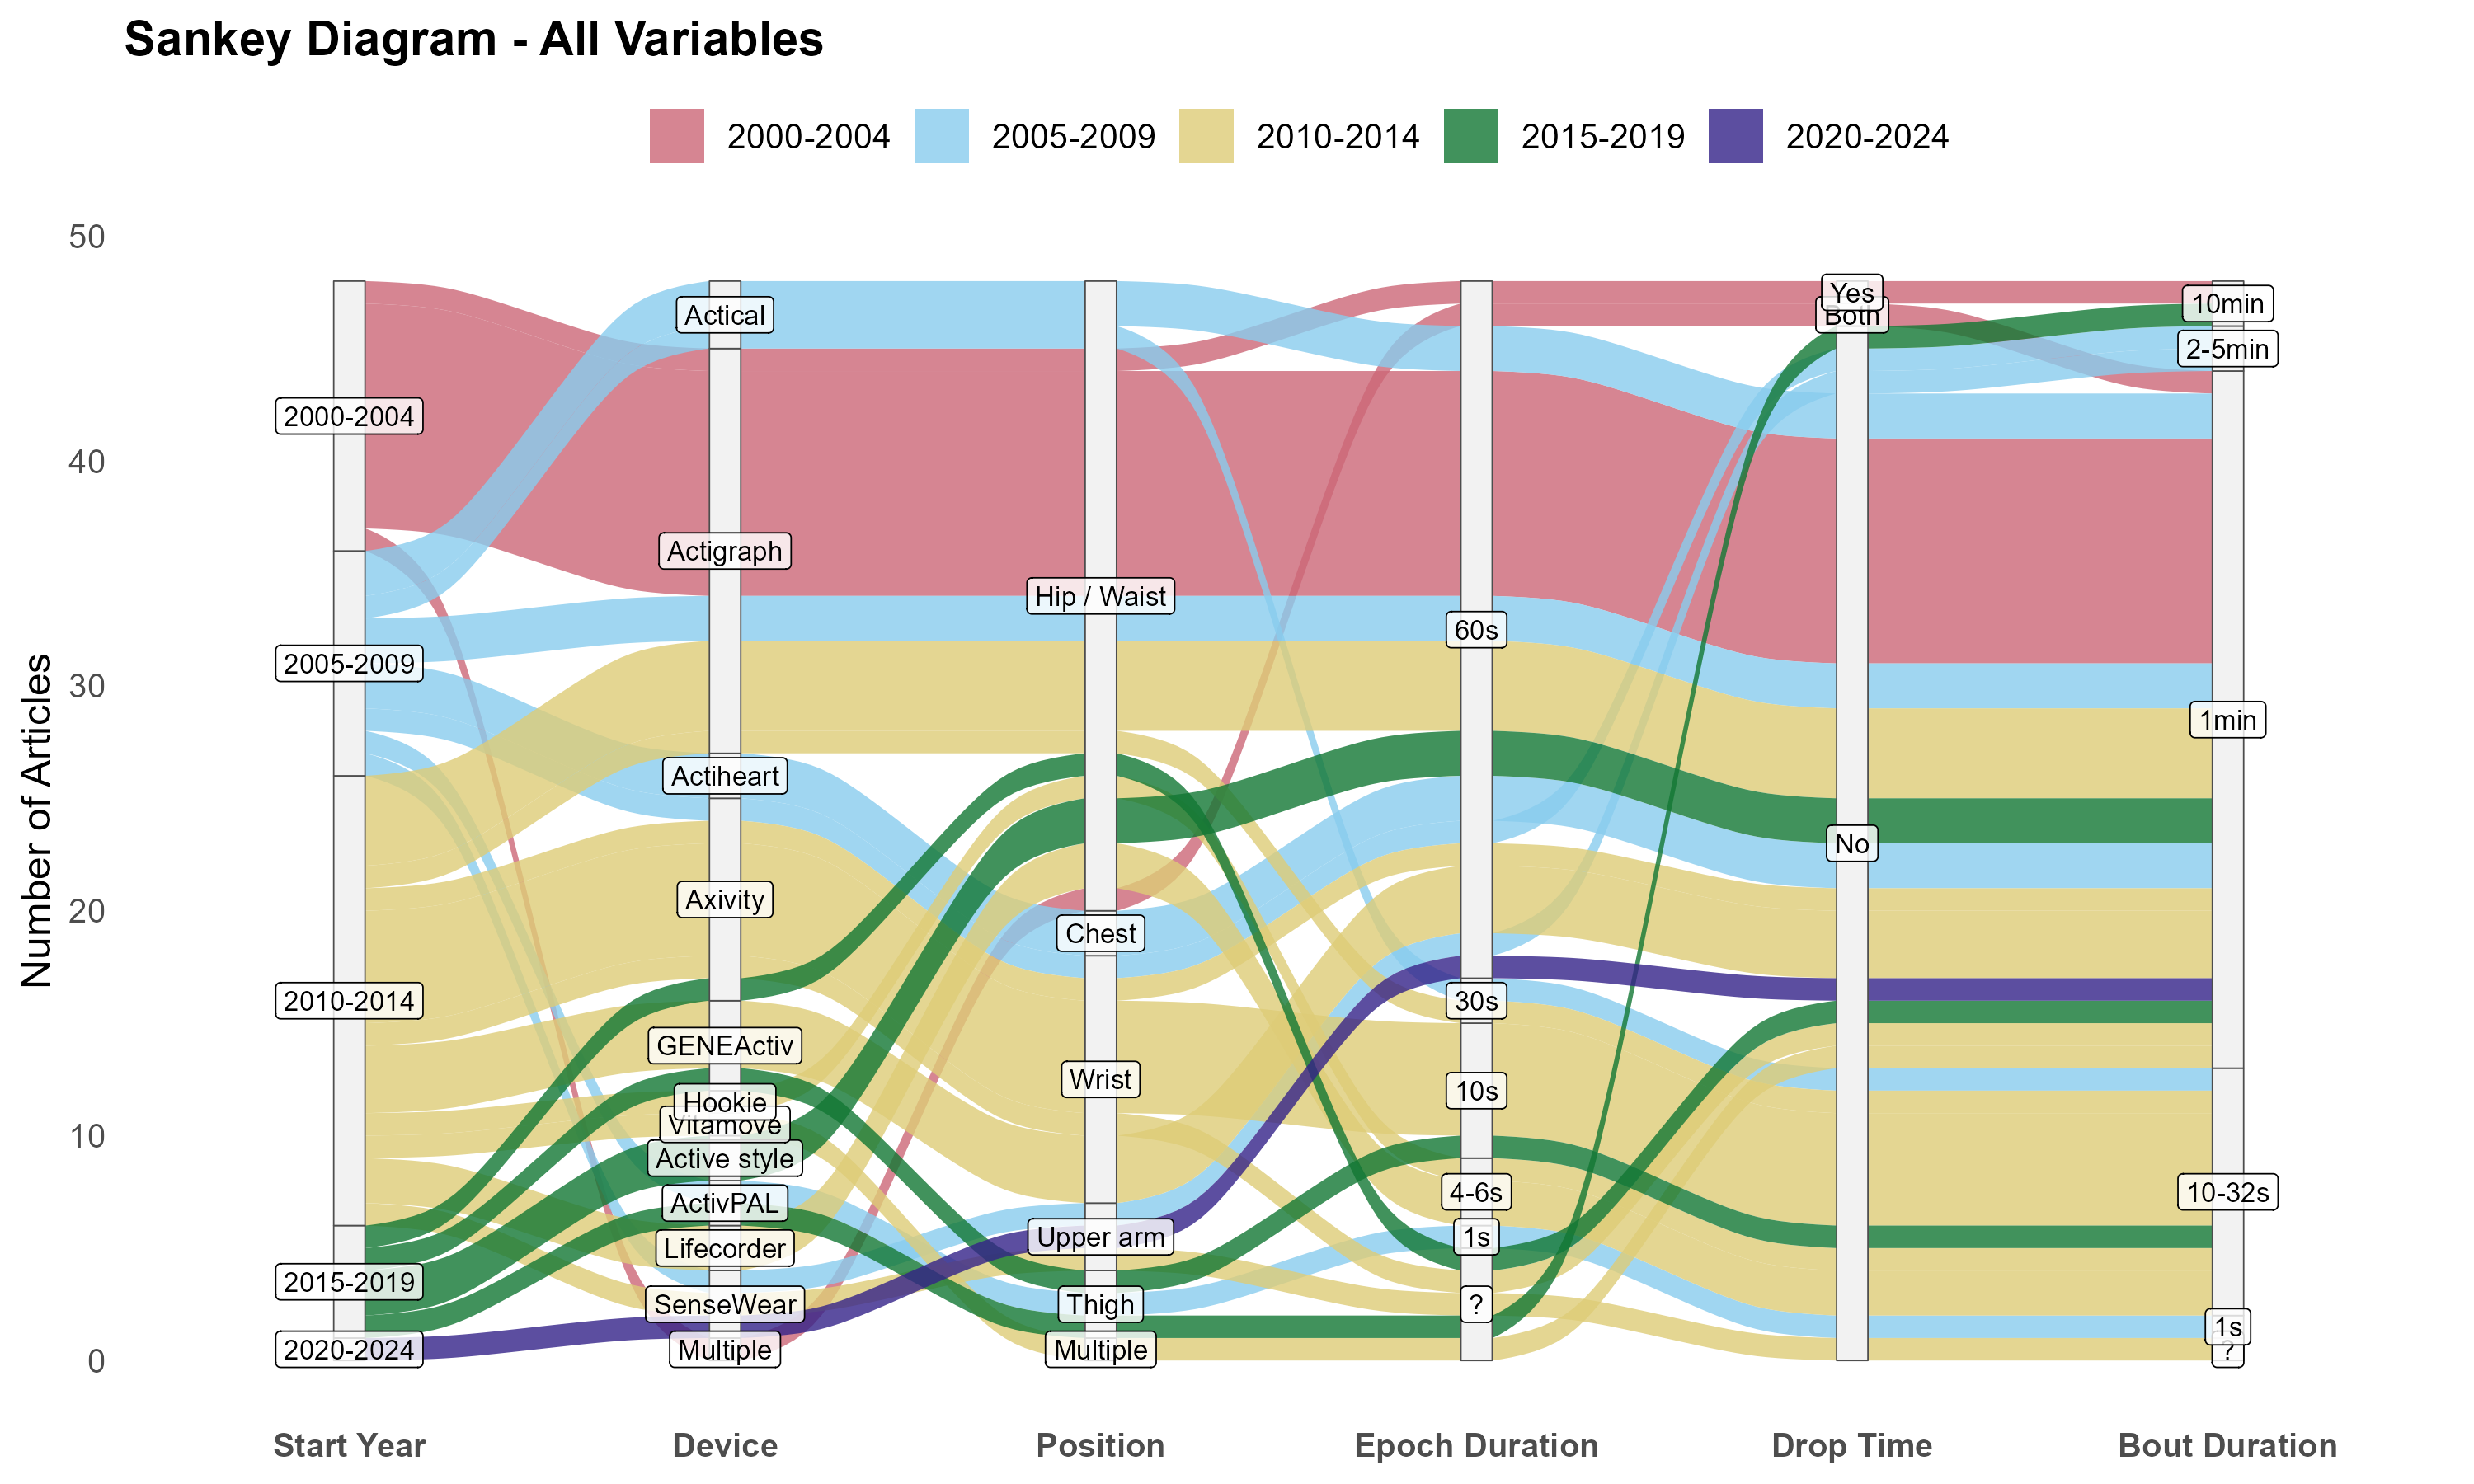 Sankey Diagram - All Variables
2000-2004 2005-2009 2010-2014 2015-2019 2020-2024
Number of Articles
50
40
30
20
10
0
2000-2004
2005-2009
2010-2014
2015-2019
2020-2024
Actical
Actigraph
Actiheart
Axivity
GENEActiv
Hookie
Vitamove
Active style
ActivPAL
Lifecorder
SenseWear
Multiple
Hip / Waist
Chest
Wrist
Upper arm
Thigh
Multiple
60s
30s
10s
4-6s
1s
?
Yes
Both
No
10min
2-5min
1min
10-32s
1s
?
Start Year Device Position Epoch Duration Drop Time Bout Duration